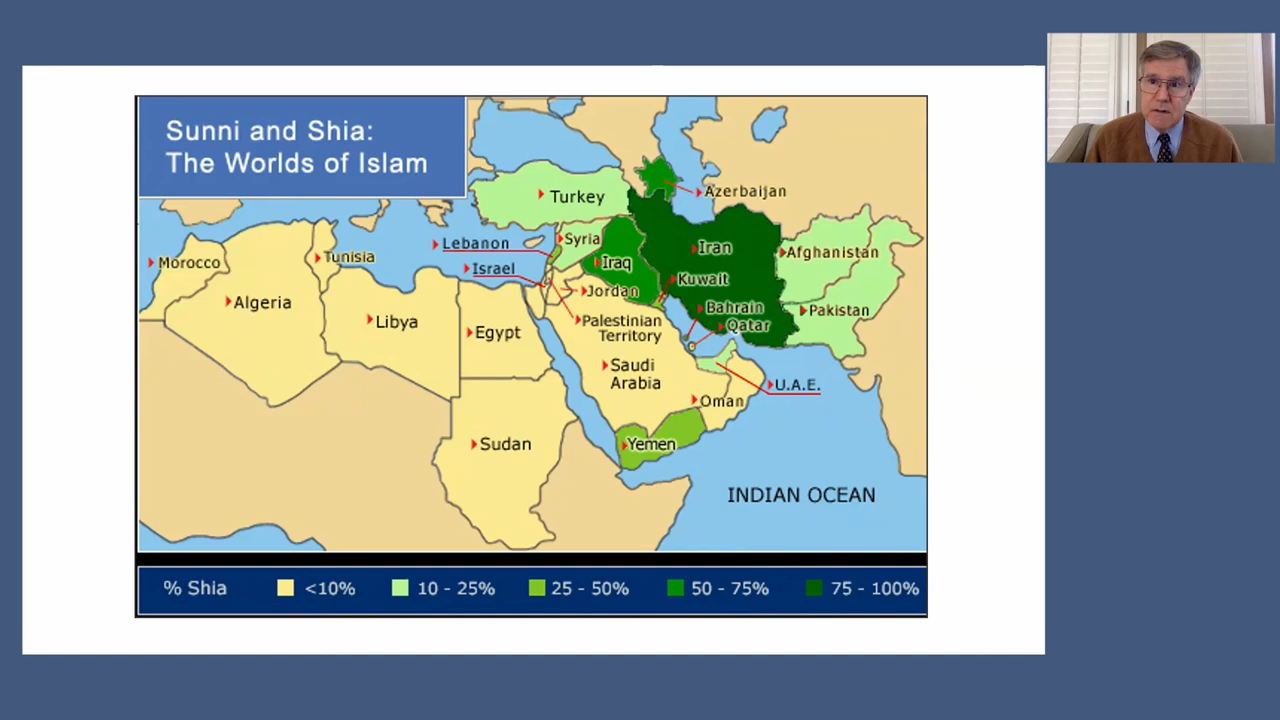 Sunni and Shia:
The Worlds of Islam
Turkey
Azerbaijan
Lebanon
Syria
Iran
Afghanistan
Morocco
Tunisia
Israel
Iraq
Kuwait
Algeria
Jordan
Bahrain
Pakistan
Libya
Egypt
Palestinian
Territory
Qatar
Saudi
Arabia
U.A.E.
Oman
Sudan
Yemen
INDIAN OCEAN
% Shia <10% 10 - 25% 25 - 50% 50 - 75% 75 - 100%